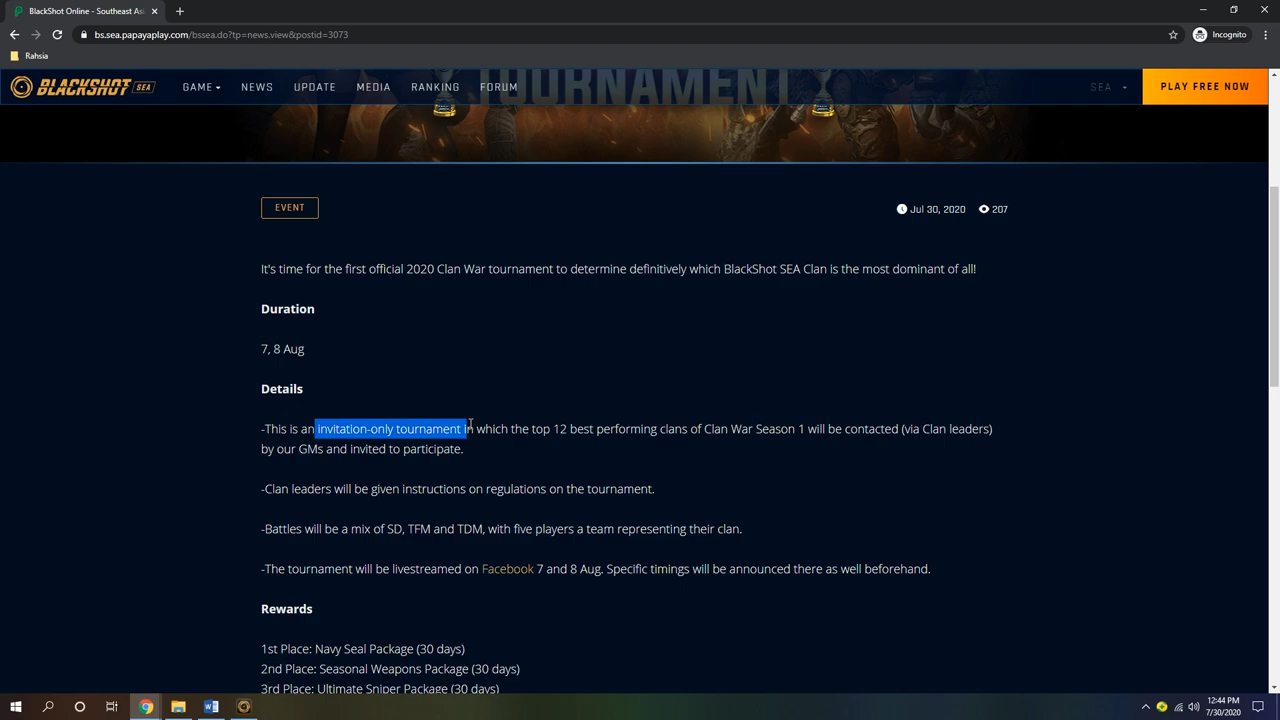 BlackShot Online - Southeast Asi
bs.sea.papayaplay.com/bssea.do?tp=news.view&postid=3073
Incognito
Rahsia
BLACKSHOT SEA
GAME NEWS UPDATE MEDIA RANKING FORUM
SEA
PLAY FREE NOW
TOURNAMENT
EVENT
Jul 30, 2020 207
It's time for the first official 2020 Clan War tournament to determine definitively which BlackShot SEA Clan is the most dominant of all!
Duration
7, 8 Aug
Details
-This is an invitation-only tournament in which the top 12 best performing clans of Clan War Season 1 will be contacted (via Clan leaders)
by our GMs and invited to participate.
-Clan leaders will be given instructions on regulations on the tournament.
-Battles will be a mix of SD, TFM and TDM, with five players a team representing their clan.
-The tournament will be livestreamed on Facebook 7 and 8 Aug. Specific timings will be announced there as well beforehand.
Rewards
1st Place: Navy Seal Package (30 days)
2nd Place: Seasonal Weapons Package (30 days)
3rd Place: Ultimate Sniper Package (30 days)
12:44 PM
7/30/2020